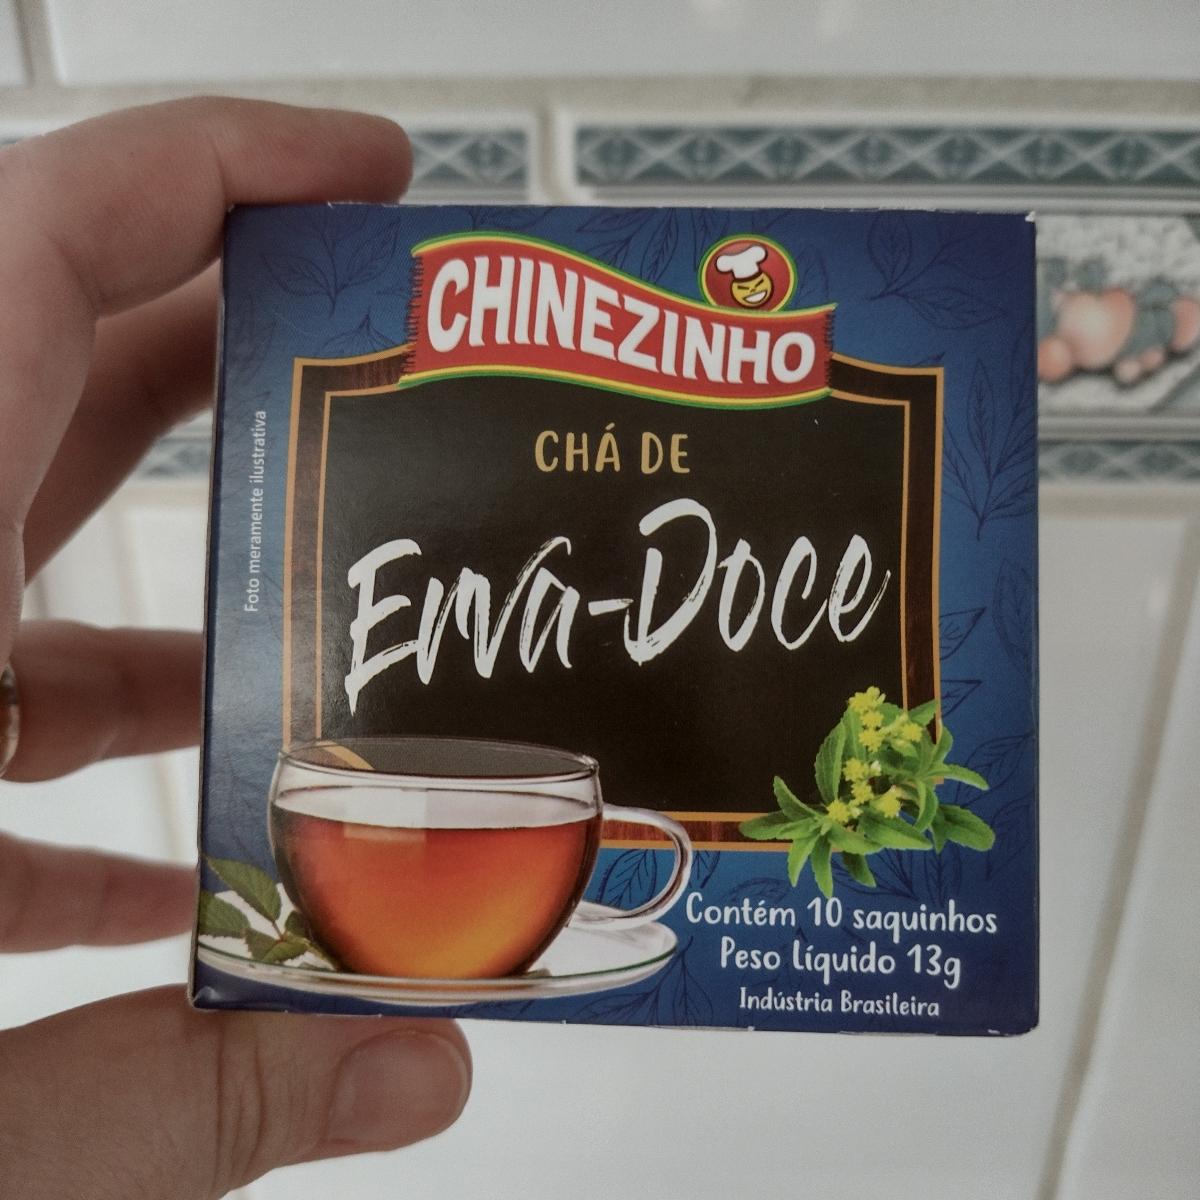 CHINEZINHO
CHÁ DE
Erva-Doce
Foto meramente ilustrativa
Contém 10 saquinhos
Peso Líquido 13g
Indústria Brasileira